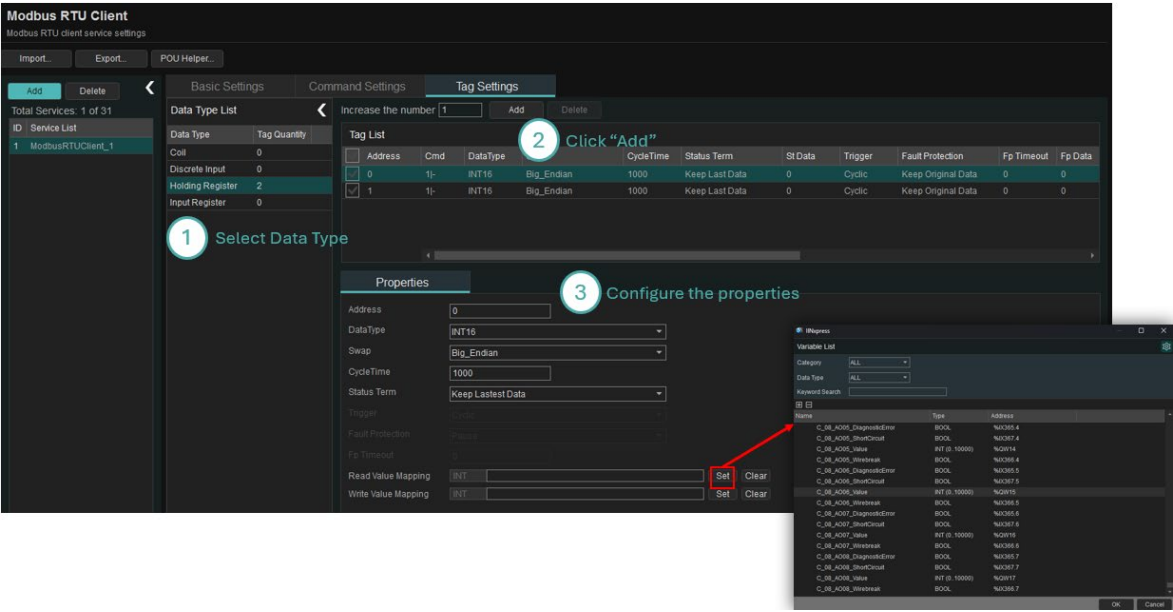 Modbus RTU Client
Modbus RTU client service settings
Import... Export... POU Helper...
Add Delete ❮ Basic Settings Command Settings Tag Settings
Total Services: 1 of 31 Data Type List ❮ Increase the number 1 Add Delete
ID Service List
1 ModbusRTUClient_1
Data Type Tag Quantity
Coil 0
Discrete Input 0
Holding Register 2
Input Register 0
1 Select Data Type
Tag List
2 Click “Add”
Address Cmd DataType CycleTime Status Term St Data Trigger Fault Protection Fp Timeout Fp Data
0 1|- INT16 Big_Endian 1000 Keep Last Data 0 Cyclic Keep Original Data 0 0
1 1|- INT16 Big_Endian 1000 Keep Last Data 0 Cyclic Keep Original Data 0 0
Properties
3 Configure the properties
Address 0
DataType INT16
Swap Big_Endian
CycleTime 1000
Status Term Keep Lastest Data
Trigger Cyclic
Fault Protection
Fp Timeout 0
Read Value Mapping INT Set Clear
Write Value Mapping INT Set Clear
Variable List
Category ALL
Data Type ALL
Keyword Search
Name Type Address
C_08_AO05_DiagnosticError BOOL %IX365.4
C_08_AO05_ShortCircuit BOOL %IX367.4
C_08_AO05_Value INT (0..10000) %QW14
C_08_AO05_Wirebreak BOOL %IX366.4
C_08_AO06_DiagnosticError BOOL %IX365.5
C_08_AO06_ShortCircuit BOOL %IX367.5
C_08_AO06_Value INT (0..10000) %QW15
C_08_AO06_Wirebreak BOOL %IX366.5
C_08_AO07_DiagnosticError BOOL %IX365.6
C_08_AO07_ShortCircuit BOOL %IX367.6
C_08_AO07_Value INT (0..10000) %QW16
C_08_AO07_Wirebreak BOOL %IX366.6
C_08_AO08_DiagnosticError BOOL %IX365.7
C_08_AO08_ShortCircuit BOOL %IX367.7
C_08_AO08_Value INT (0..10000) %QW17
C_08_AO08_Wirebreak BOOL %IX366.7
OK Cancel